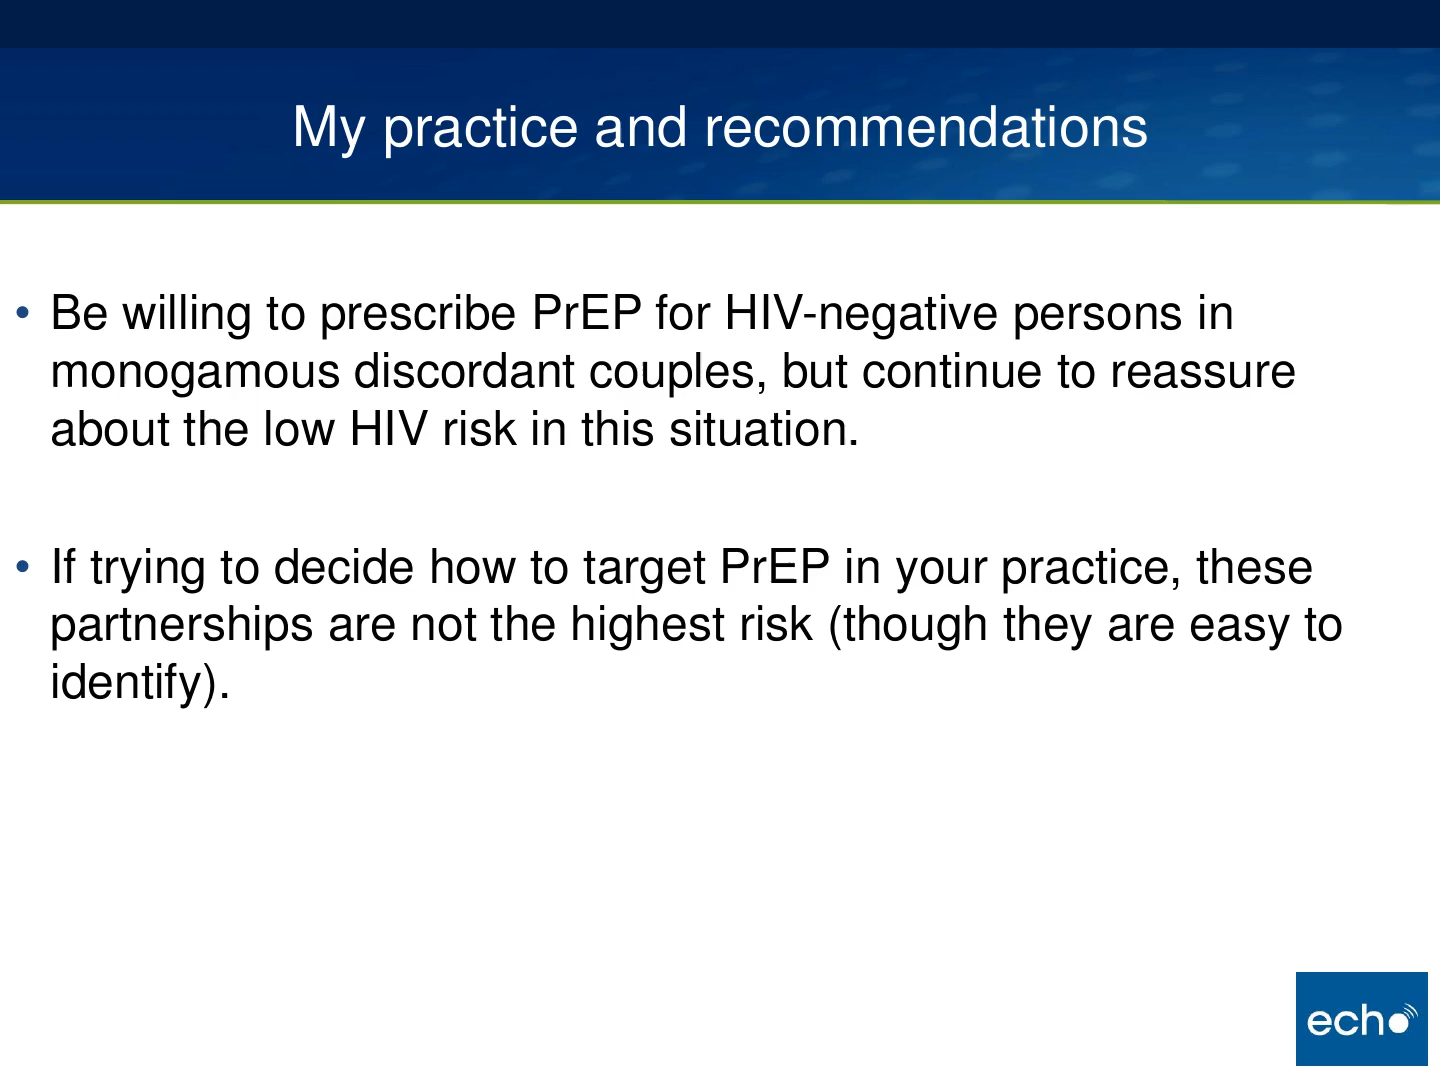 My practice and recommendations
• Be willing to prescribe PrEP for HIV-negative persons in
monogamous discordant couples, but continue to reassure
about the low HIV risk in this situation.
• If trying to decide how to target PrEP in your practice, these
partnerships are not the highest risk (though they are easy to
identify).
echo